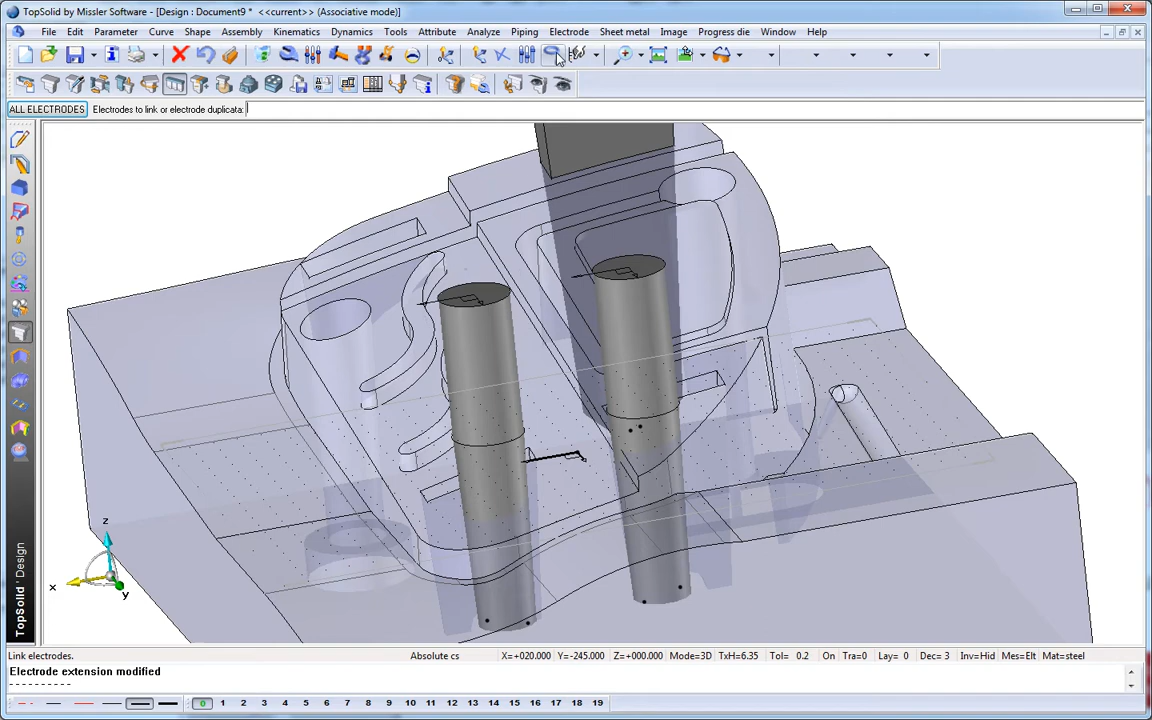 TopSolid by Missler Software - [Design : Document9 * <<current>> (Associative mode)]
File Edit Parameter Curve Shape Assembly Kinematics Dynamics Tools Attribute Analyze Piping Electrode Sheet metal Image Progress die Window Help
ALL ELECTRODES Electrodes to link or electrode duplicata:
z
x
y
TopSolid ' Design
Link electrodes. Absolute cs X=+020.000 Y=-245.000 Z=+000.000 Mode=3D TxH=6.35 Tol= 0.2 On Tra=0 Lay= 0 Dec= 3 Inv=Hid Mes=Elt Mat=steel
Electrode extension modified
----------
0 1 2 3 4 5 6 7 8 9 10 11 12 13 14 15 16 17 18 19